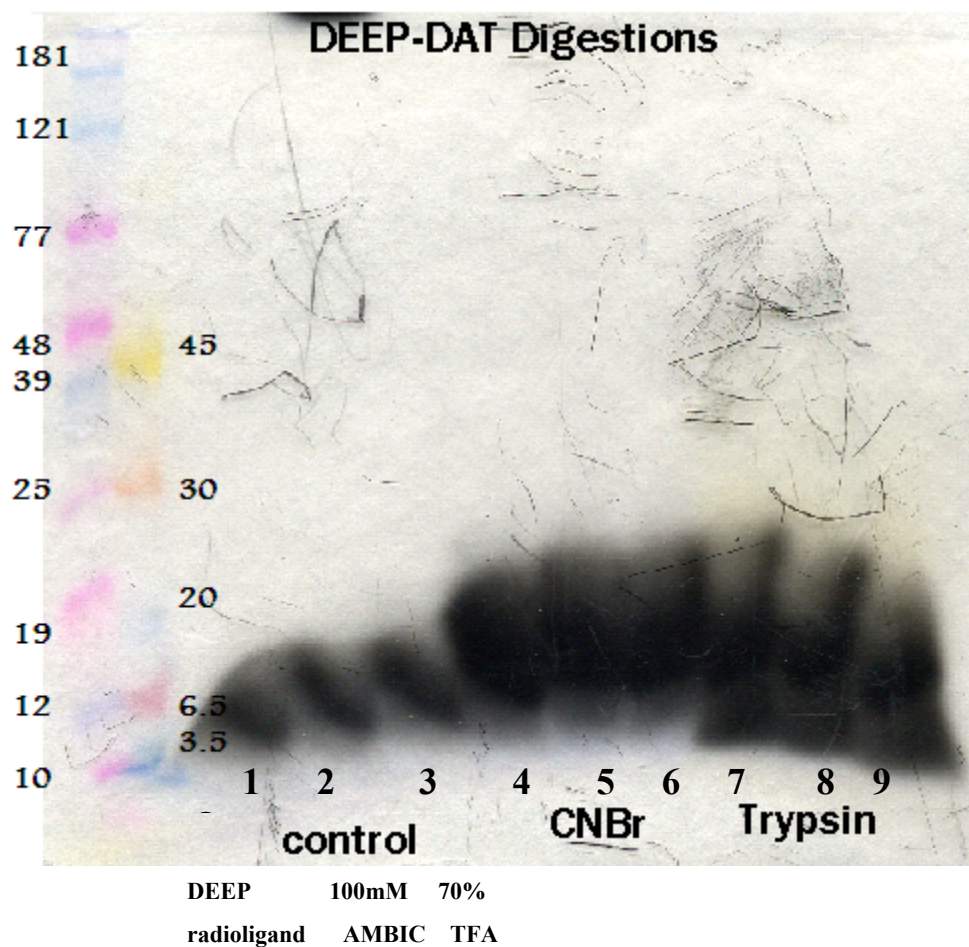 DEEP-DAT Digestions
181
121
77
48 45
39
25 30
20
19
12 6.5
3.5
10
1 2 3 4 5 6 7 8 9
control CNBr Trypsin
DEEP 100mM 70%
radioligand AMBIC TFA